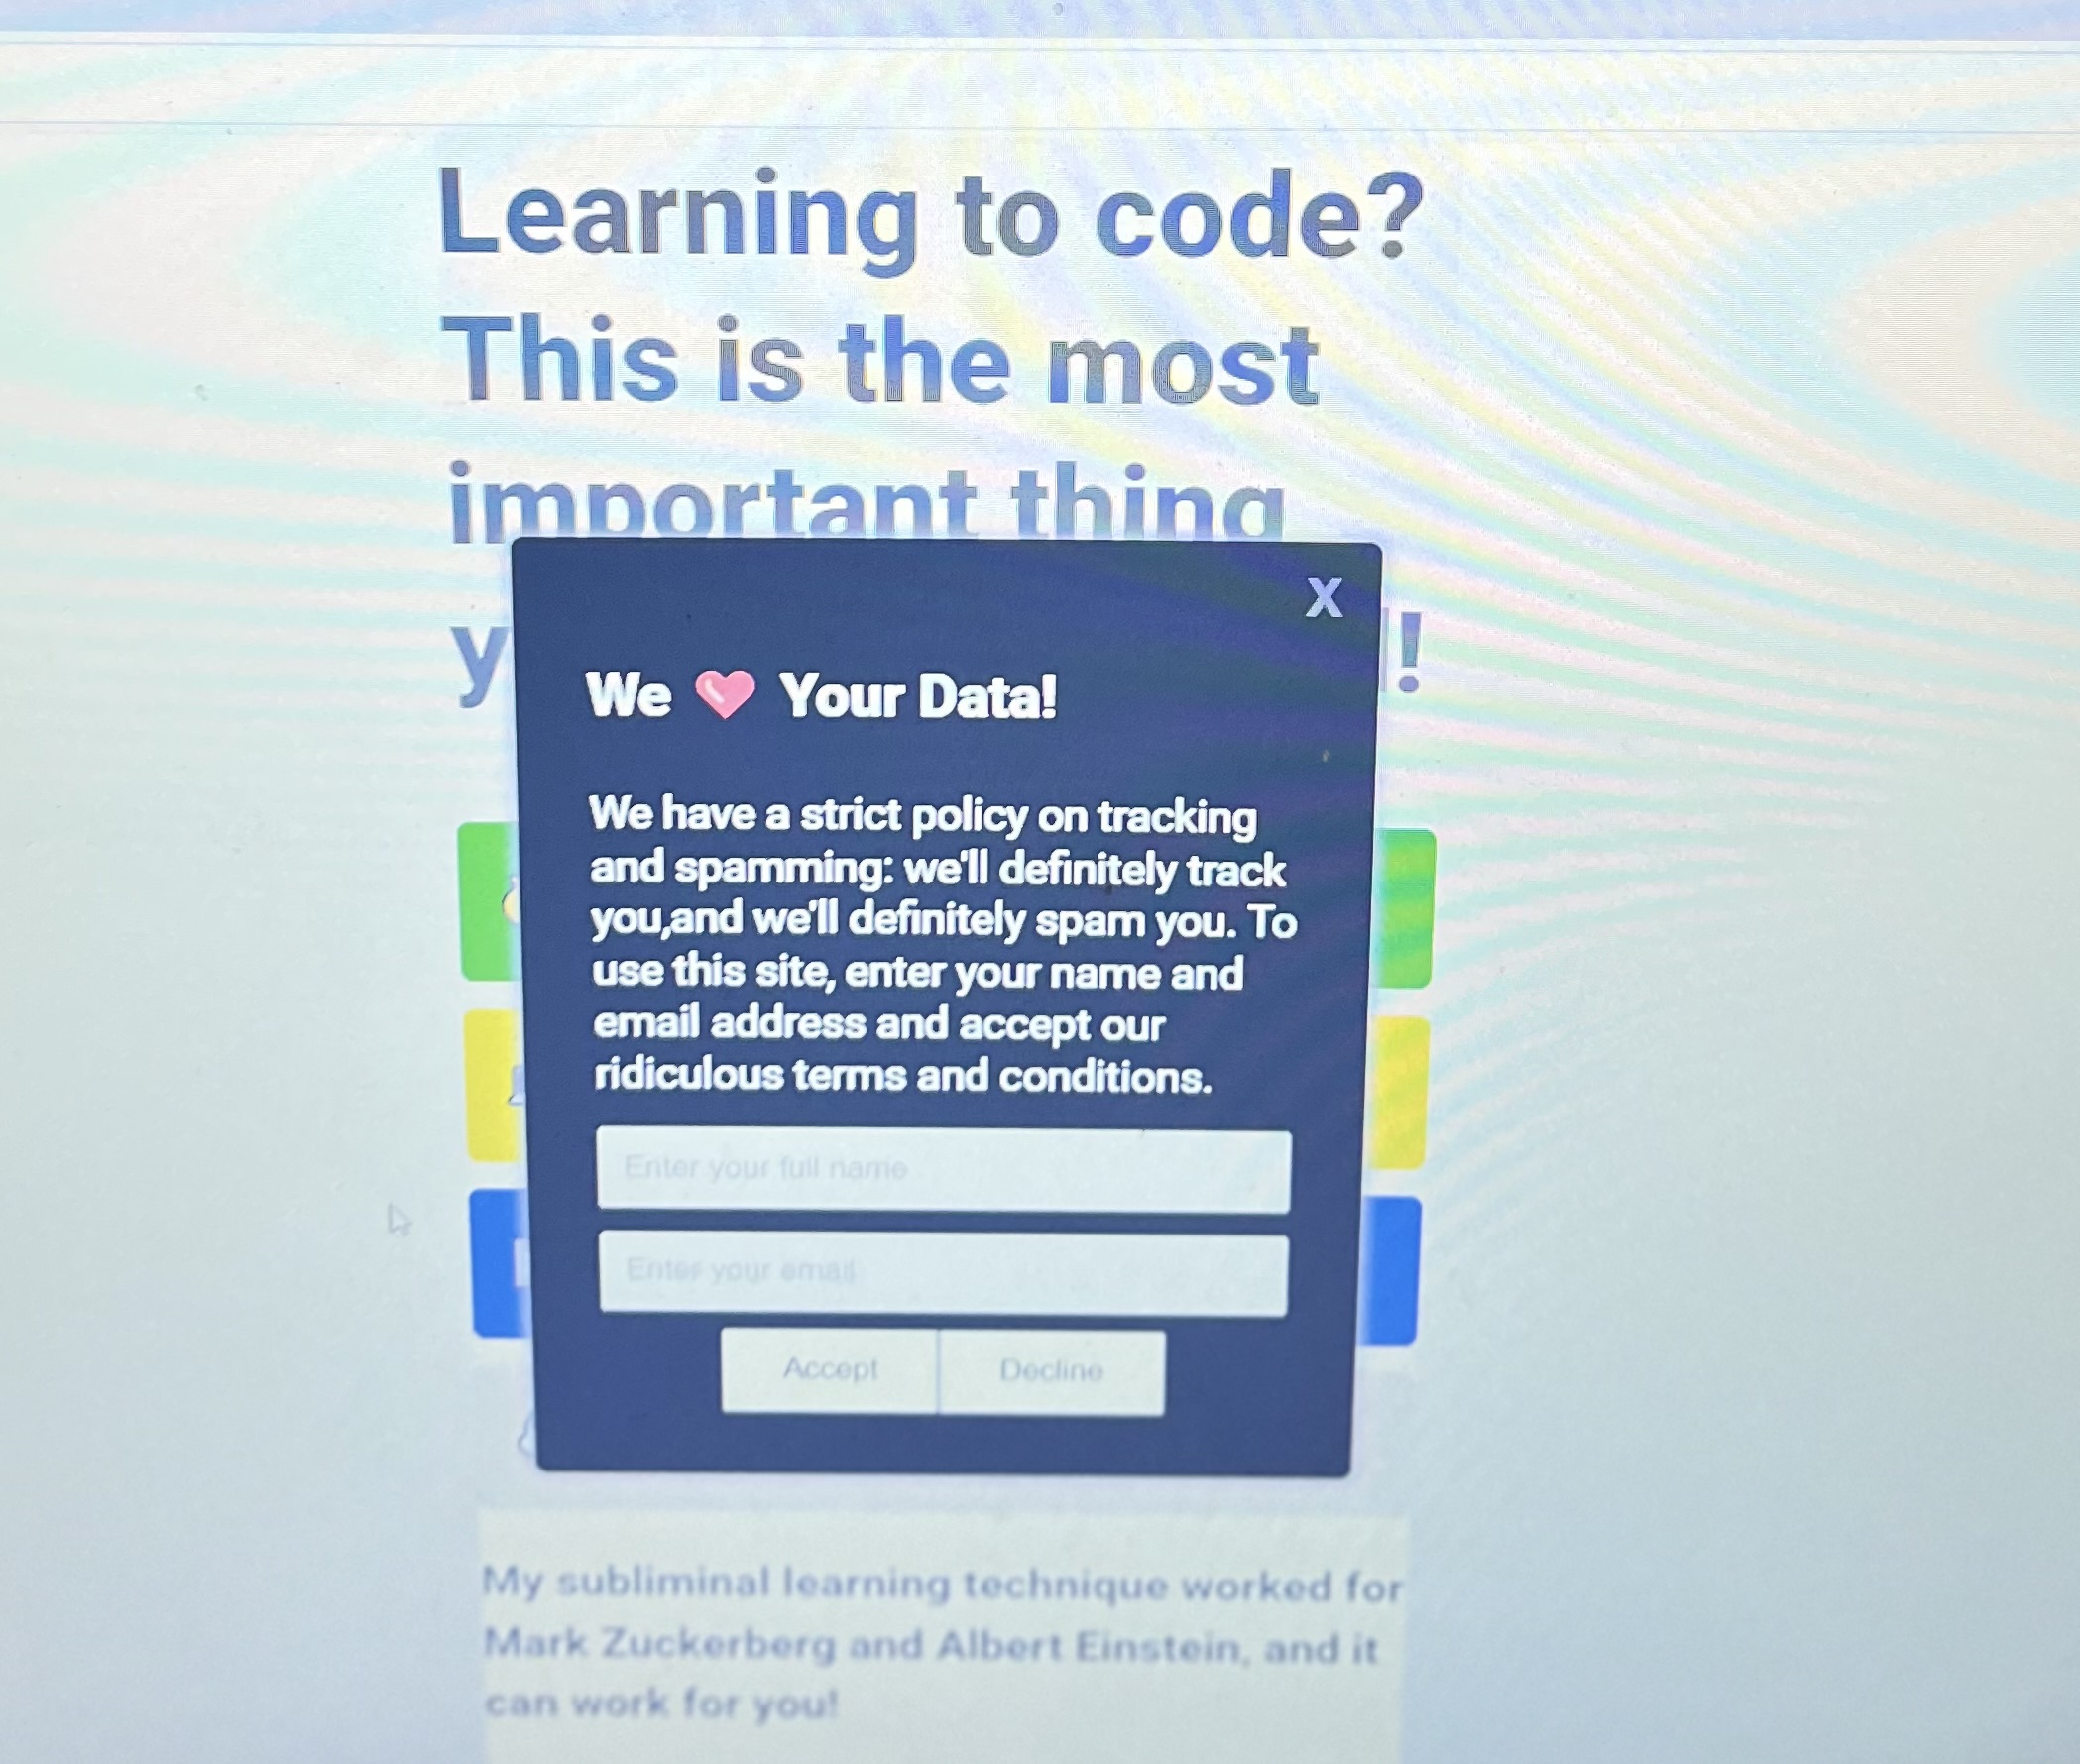 Learning to code?
This is the most
important thing
y !
X
We Your Data!
We have a strict policy on tracking
and spamming: we'll definitely track
you,and we'll definitely spam you. To
use this site, enter your name and
email address and accept our
ridiculous terms and conditions.
Enter your full name
Enter your email
Accept Decline
My subliminal learning technique worked for
Mark Zuckerberg and Albert Einstein, and it
can work for you!